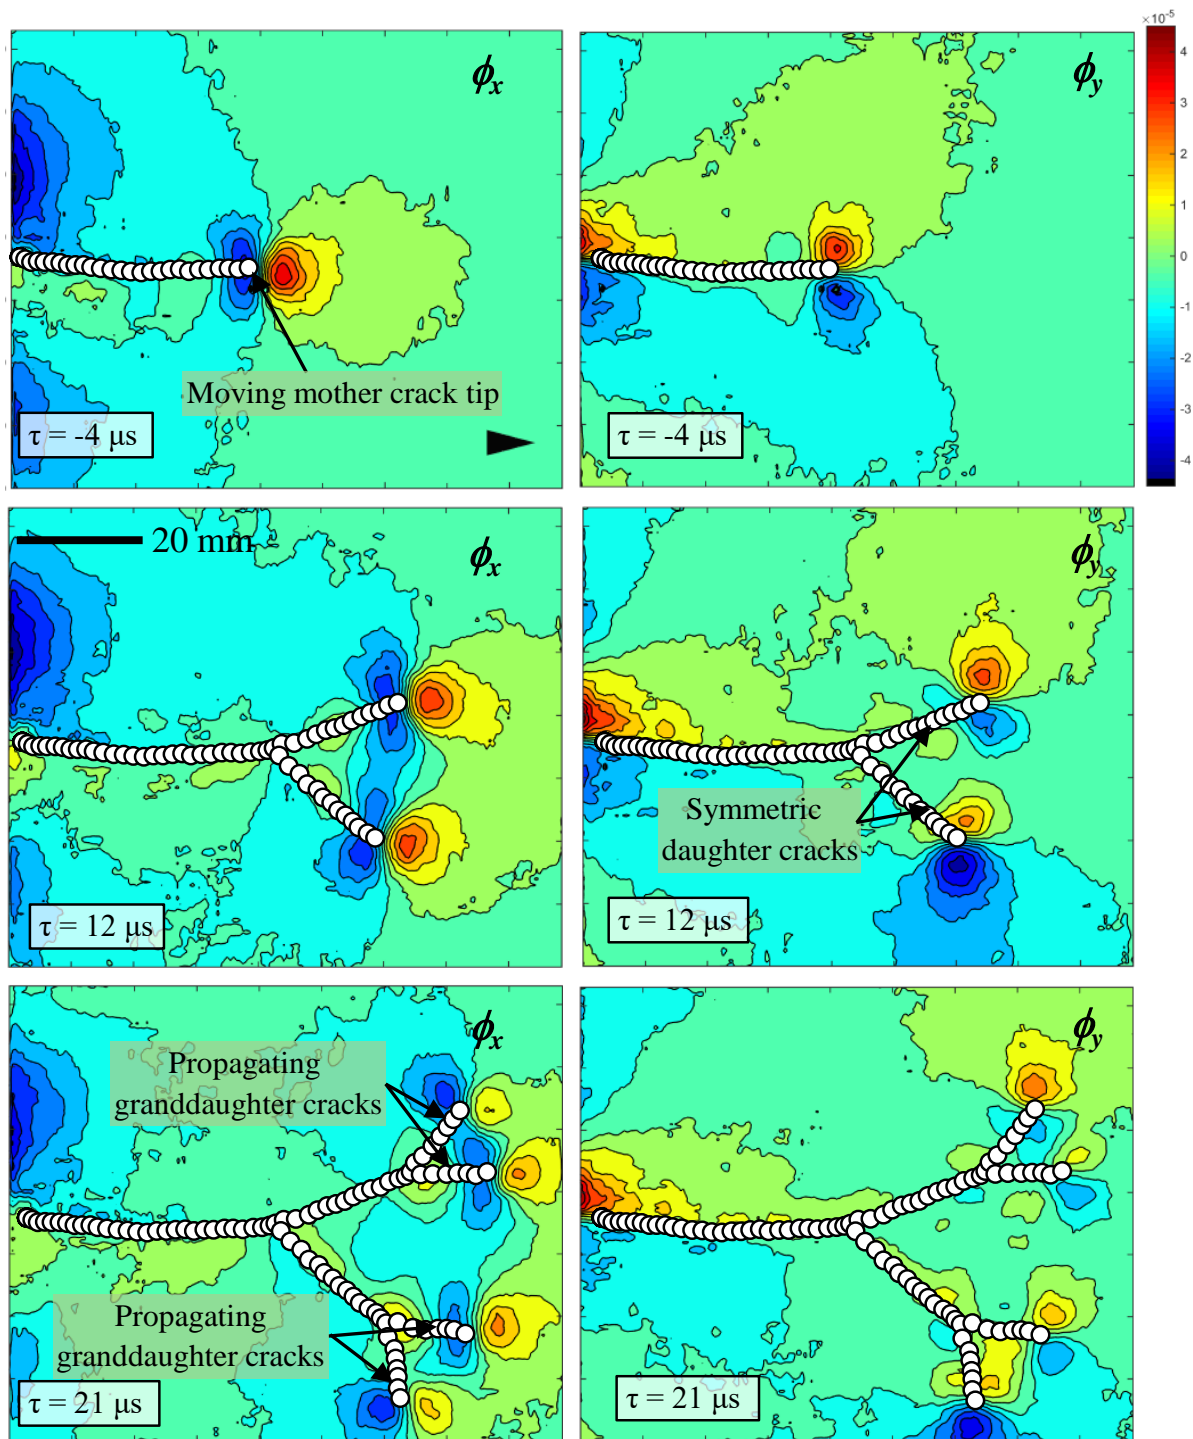 ×10⁻⁵
ϕx
ϕy
4
3
2
1
-0
-1
-2
-3
-4
Moving mother crack tip
τ = -4 μs
τ = -4 μs
20 mm
ϕx
ϕy
Symmetric
daughter cracks
τ = 12 μs
τ = 12 μs
ϕx
ϕy
Propagating
granddaughter cracks
Propagating
granddaughter cracks
τ = 21 μs
τ = 21 μs